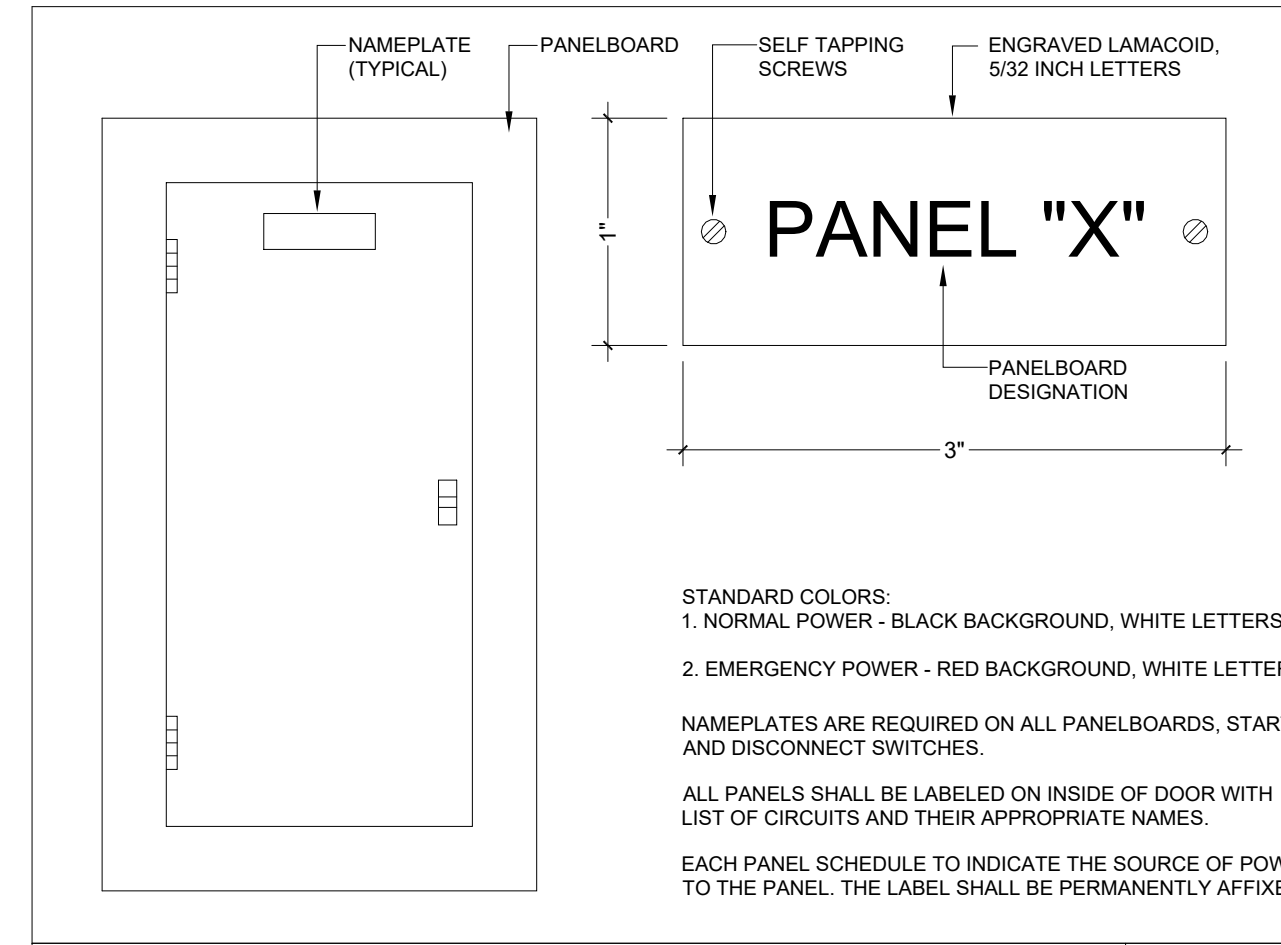 NAMEPLATE
(TYPICAL)
PANELBOARD
SELF TAPPING
SCREWS
ENGRAVED LAMACOID,
5/32 INCH LETTERS
1"
PANEL "X"
PANELBOARD
DESIGNATION
3"
STANDARD COLORS:
1. NORMAL POWER - BLACK BACKGROUND, WHITE LETTERS
2. EMERGENCY POWER - RED BACKGROUND, WHITE
NAMEPLATES ARE REQUIRED ON ALL PANELBOARDS,
AND DISCONNECT SWITCHES.
ALL PANELS SHALL BE LABELED ON INSIDE OF DOOR WITH
LIST OF CIRCUITS AND THEIR APPROPRIATE NAMES.
EACH PANEL SCHEDULE TO INDICATE THE SOURCE OF
TO THE PANEL. THE LABEL SHALL BE PERMANENTLY